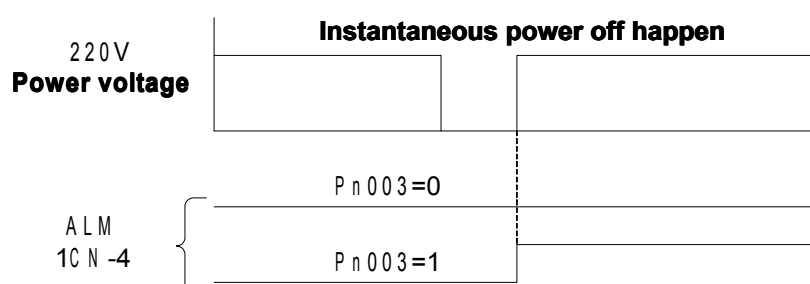 Instantaneous power off happen
220V
Power voltage
Pn003=0
ALM
1CN-4
Pn003=1